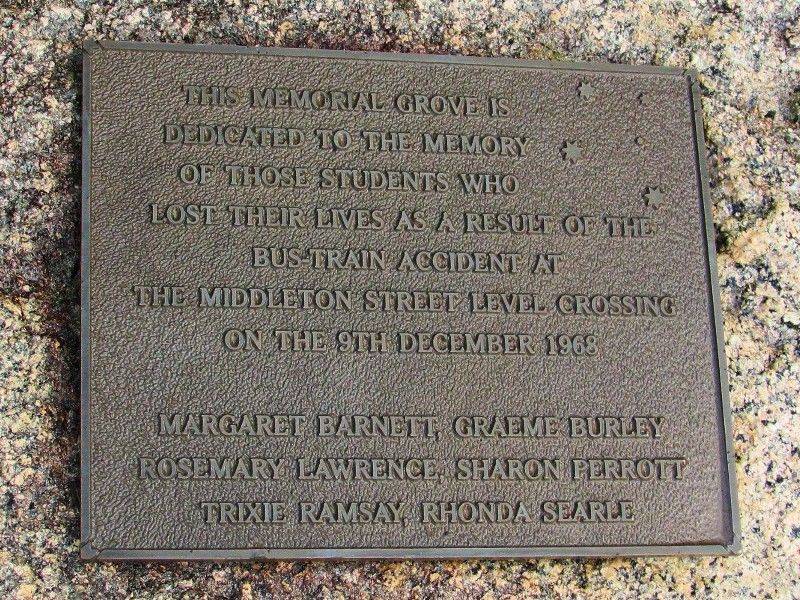 THIS MEMORIAL GROVE IS
DEDICATED TO THE MEMORY
OF THOSE STUDENTS WHO
LOST THEIR LIVES AS A RESULT OF THE
BUS-TRAIN ACCIDENT AT
THE MIDDLETON STREET LEVEL CROSSING
ON THE 9TH DECEMBER 1968
MARGARET BARNETT, GRAEME BURLEY
ROSEMARY LAWRENCE, SHARON PERROTT
TRIXIE RAMSAY, RHONDA SEARLE